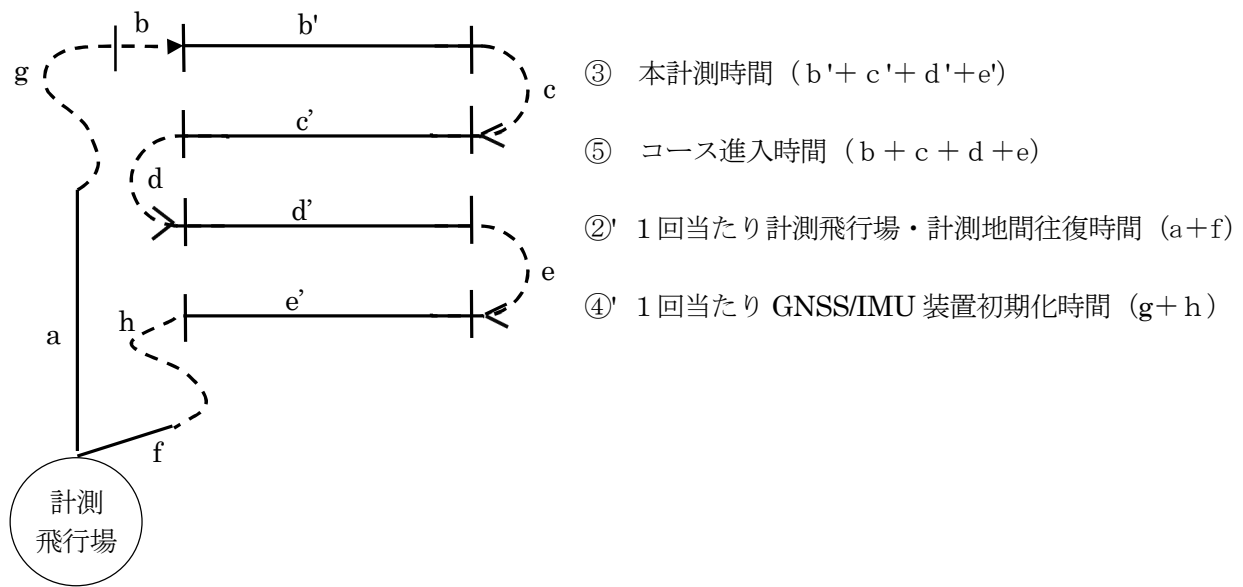 b
b'
g
c
c’
d
d’
e
e’
h
a
f
計測
飛行場
③ 本計測時間(b'+c'+d'+e')
⑤ コース進入時間(b+c+d+e)
②' 1回当たり計測飛行場・計測地間往復時間(a+f)
④' 1回当たり GNSS/IMU 装置初期化時間(g+h)